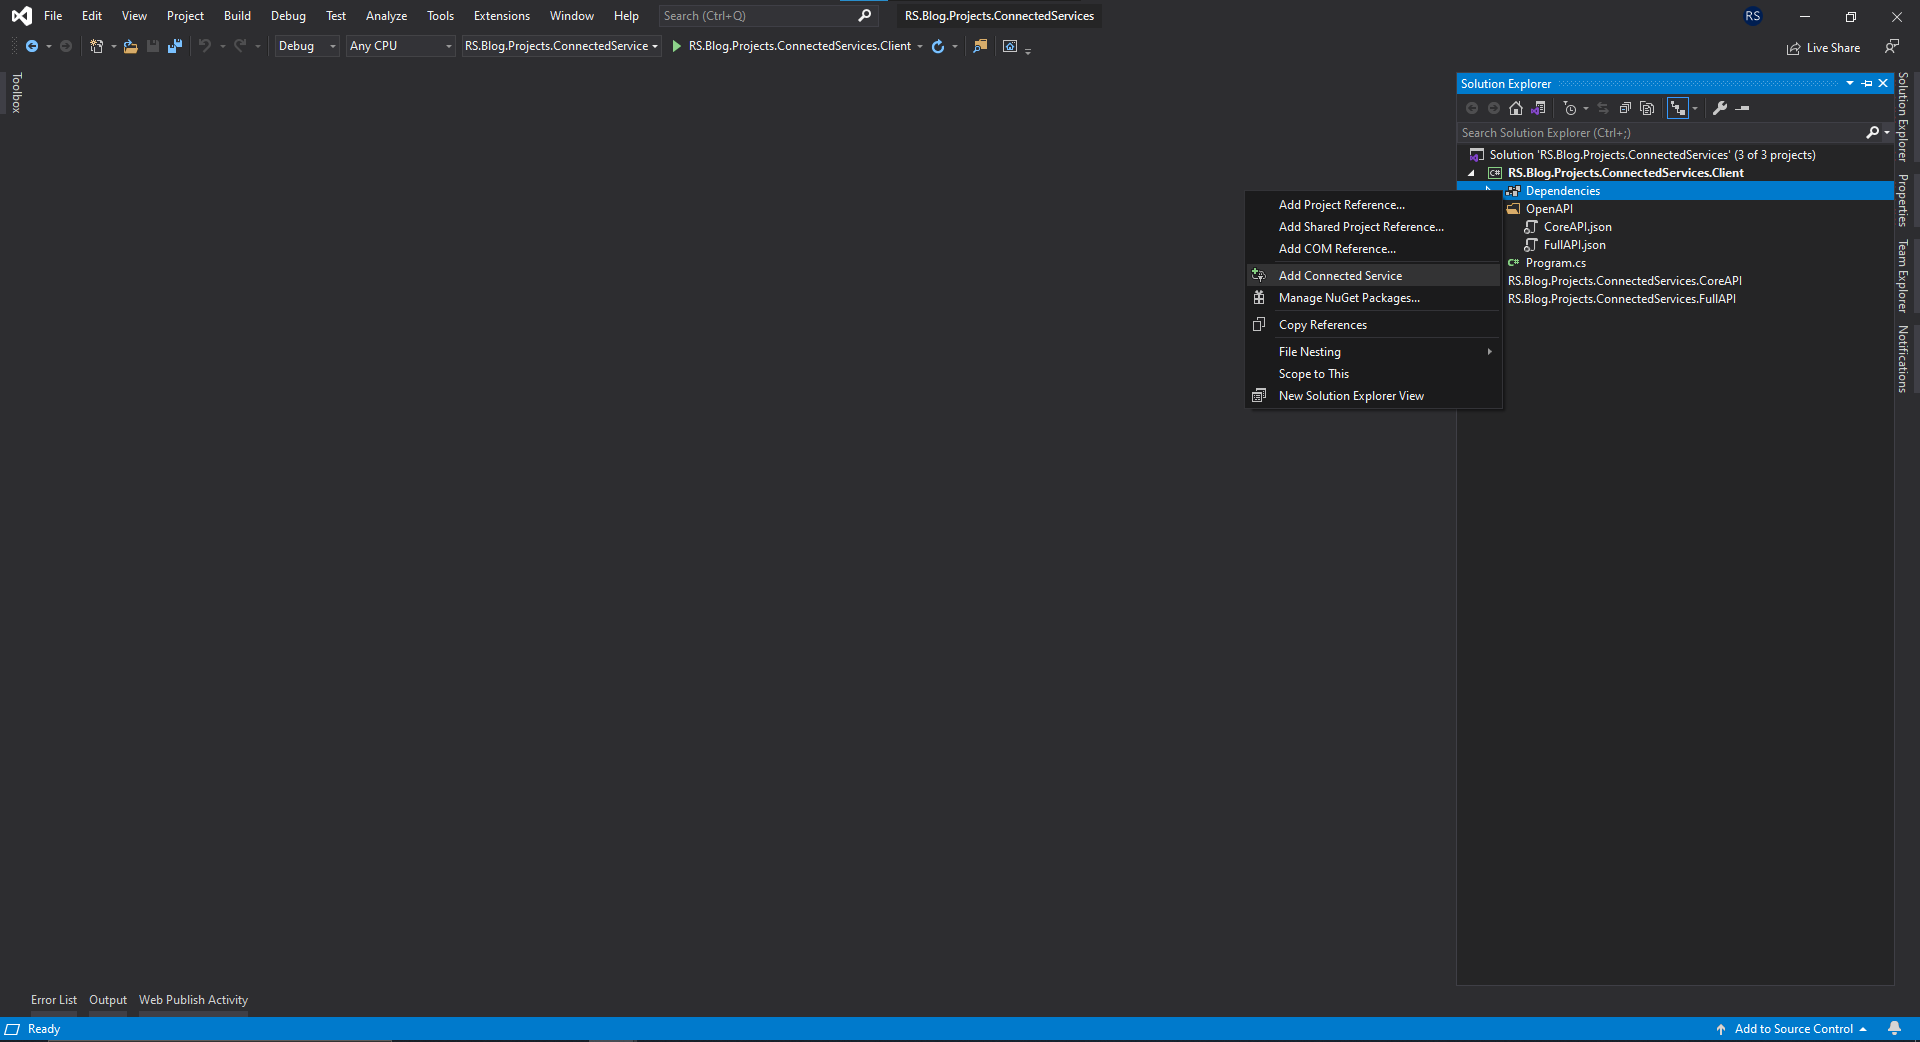 File Edit View Project Build Debug Test Analyze Tools Extensions Window Help Search (Ctrl+Q) RS.Blog.Projects.ConnectedServices RS
Debug Any CPU RS.Blog.Projects.ConnectedService RS.Blog.Projects.ConnectedServices.Client Live Share
Toolbox
Solution Explorer
Search Solution Explorer (Ctrl+;)
Solution 'RS.Blog.Projects.ConnectedServices' (3 of 3 projects)
C# RS.Blog.Projects.ConnectedServices.Client
Dependencies
OpenAPI
CoreAPI.json
FullAPI.json
C# Program.cs
RS.Blog.Projects.ConnectedServices.CoreAPI
RS.Blog.Projects.ConnectedServices.FullAPI
Add Project Reference...
Add Shared Project Reference...
Add COM Reference...
Add Connected Service
Manage NuGet Packages...
Copy References
File Nesting
Scope to This
New Solution Explorer View
Solution Explorer
Properties
Team Explorer
Notifications
Error List Output Web Publish Activity
Ready Add to Source Control